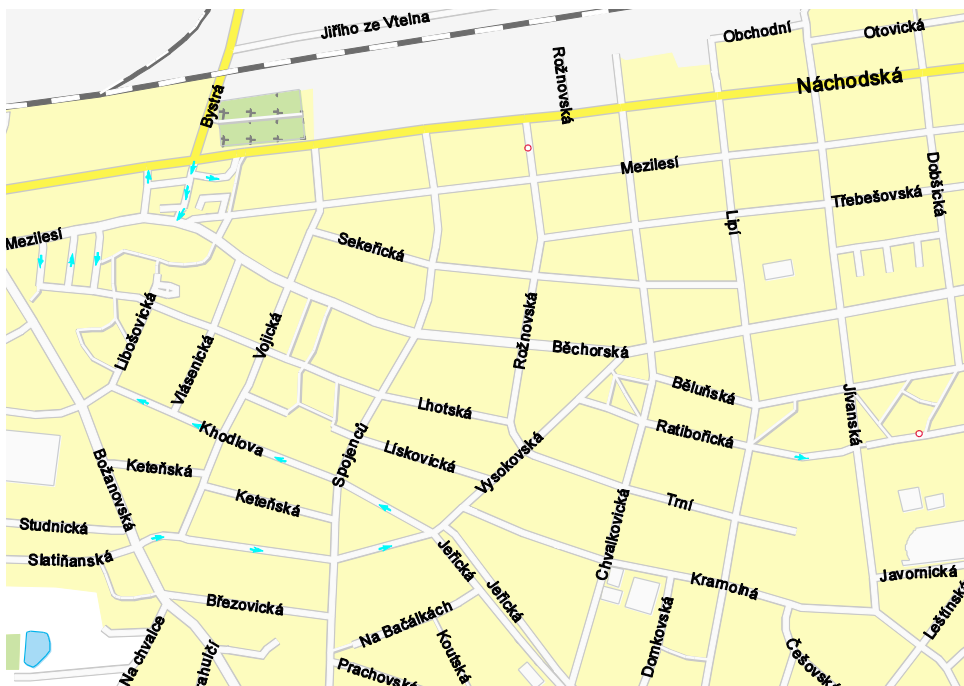 Jiřího ze Vtelna
Obchodní
Otovická
Rožnovská
Náchodská
Bystrá
Mezilesí
Dobšická
Třebešovská
Lipí
Mezilesí
Sekeřická
Libošovická
Vojická
Rožnovská
Běchorská
Vlásenická
Běluňská
Jívanská
Lhotská
Ratibořická
Khodlova
Spojenců
Lískovická
Vysokovská
Božanovská
Keteňská
Keteňská
Trní
Chvalkovická
Studnická
Slatiňanská
Jeřická
Jeřická
Kramolná
Javornická
Březovická
Leštinská
Na Bačálkách
Koutská
Domkovská
Češovská
Na chvalce
Prachovská